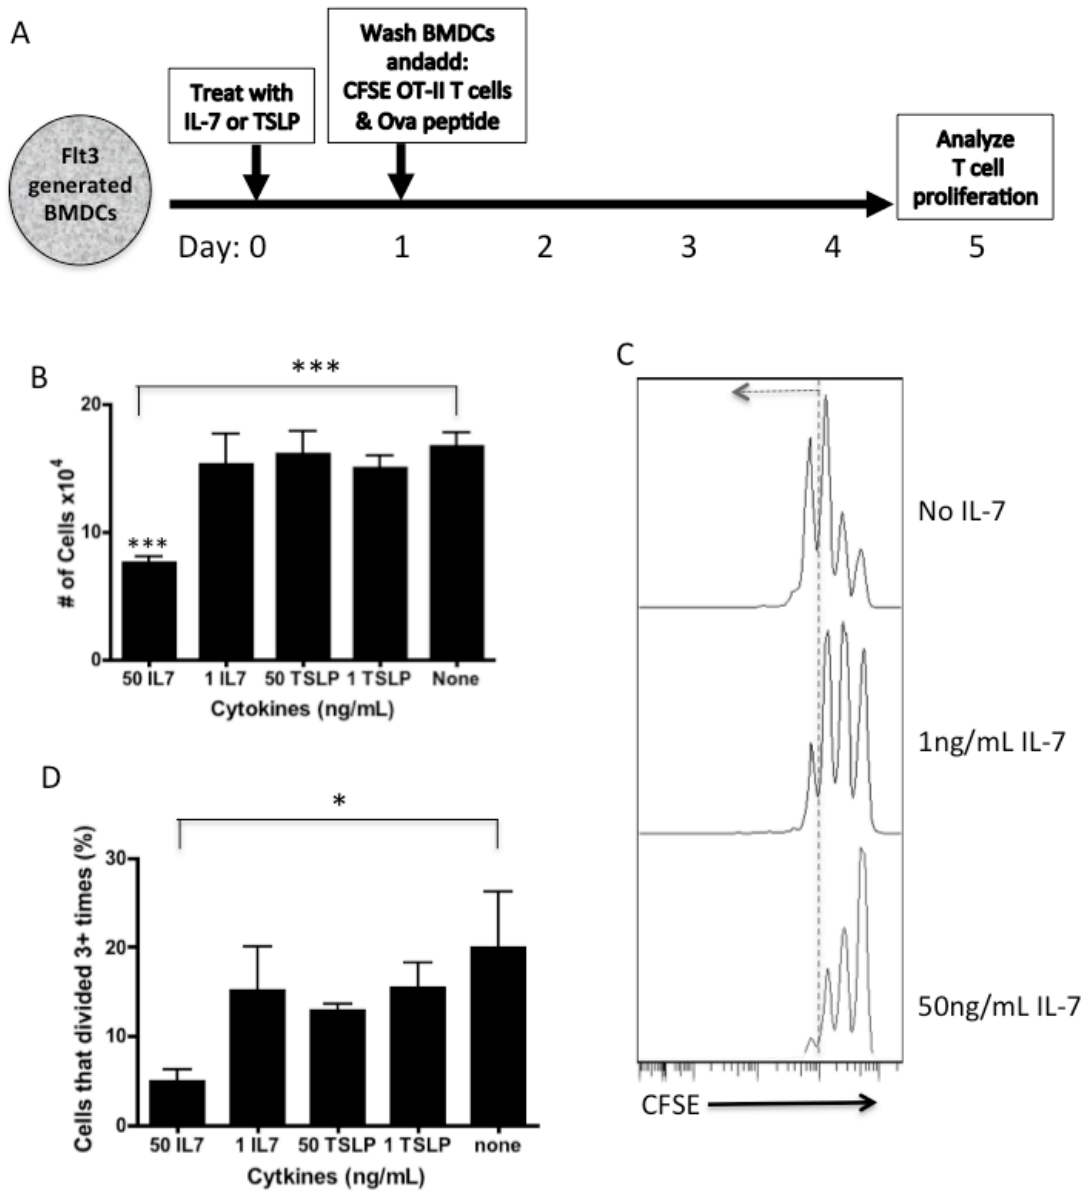 A
Flt3
generated
BMDCs
Treat with
IL-7 or TSLP
Wash BMDCs
andadd:
CFSE OT-II T cells
& Ova peptide
Analyze
T cell
proliferation
Day: 0 1 2 3 4 5
B
***
***
# of Cells x10⁴
20
10
0
50 IL7 1 IL7 50 TSLP 1 TSLP None
Cytokines (ng/mL)
C
No IL-7
1ng/mL IL-7
50ng/mL IL-7
CFSE
D
*
Cells that divided 3+ times (%)
30
20
10
0
50 IL7 1 IL7 50 TSLP 1 TSLP none
Cytkines (ng/mL)